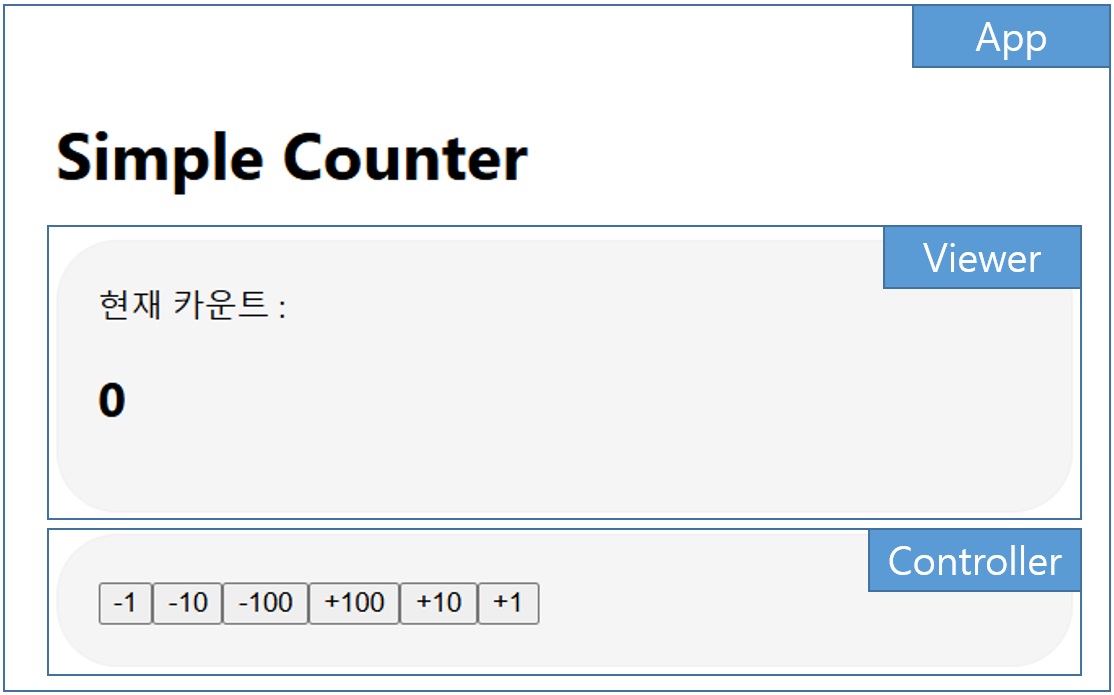 App
Simple Counter
Viewer
현재 카운트 :
0
Controller
-1 -10 -100 +100 +10 +1